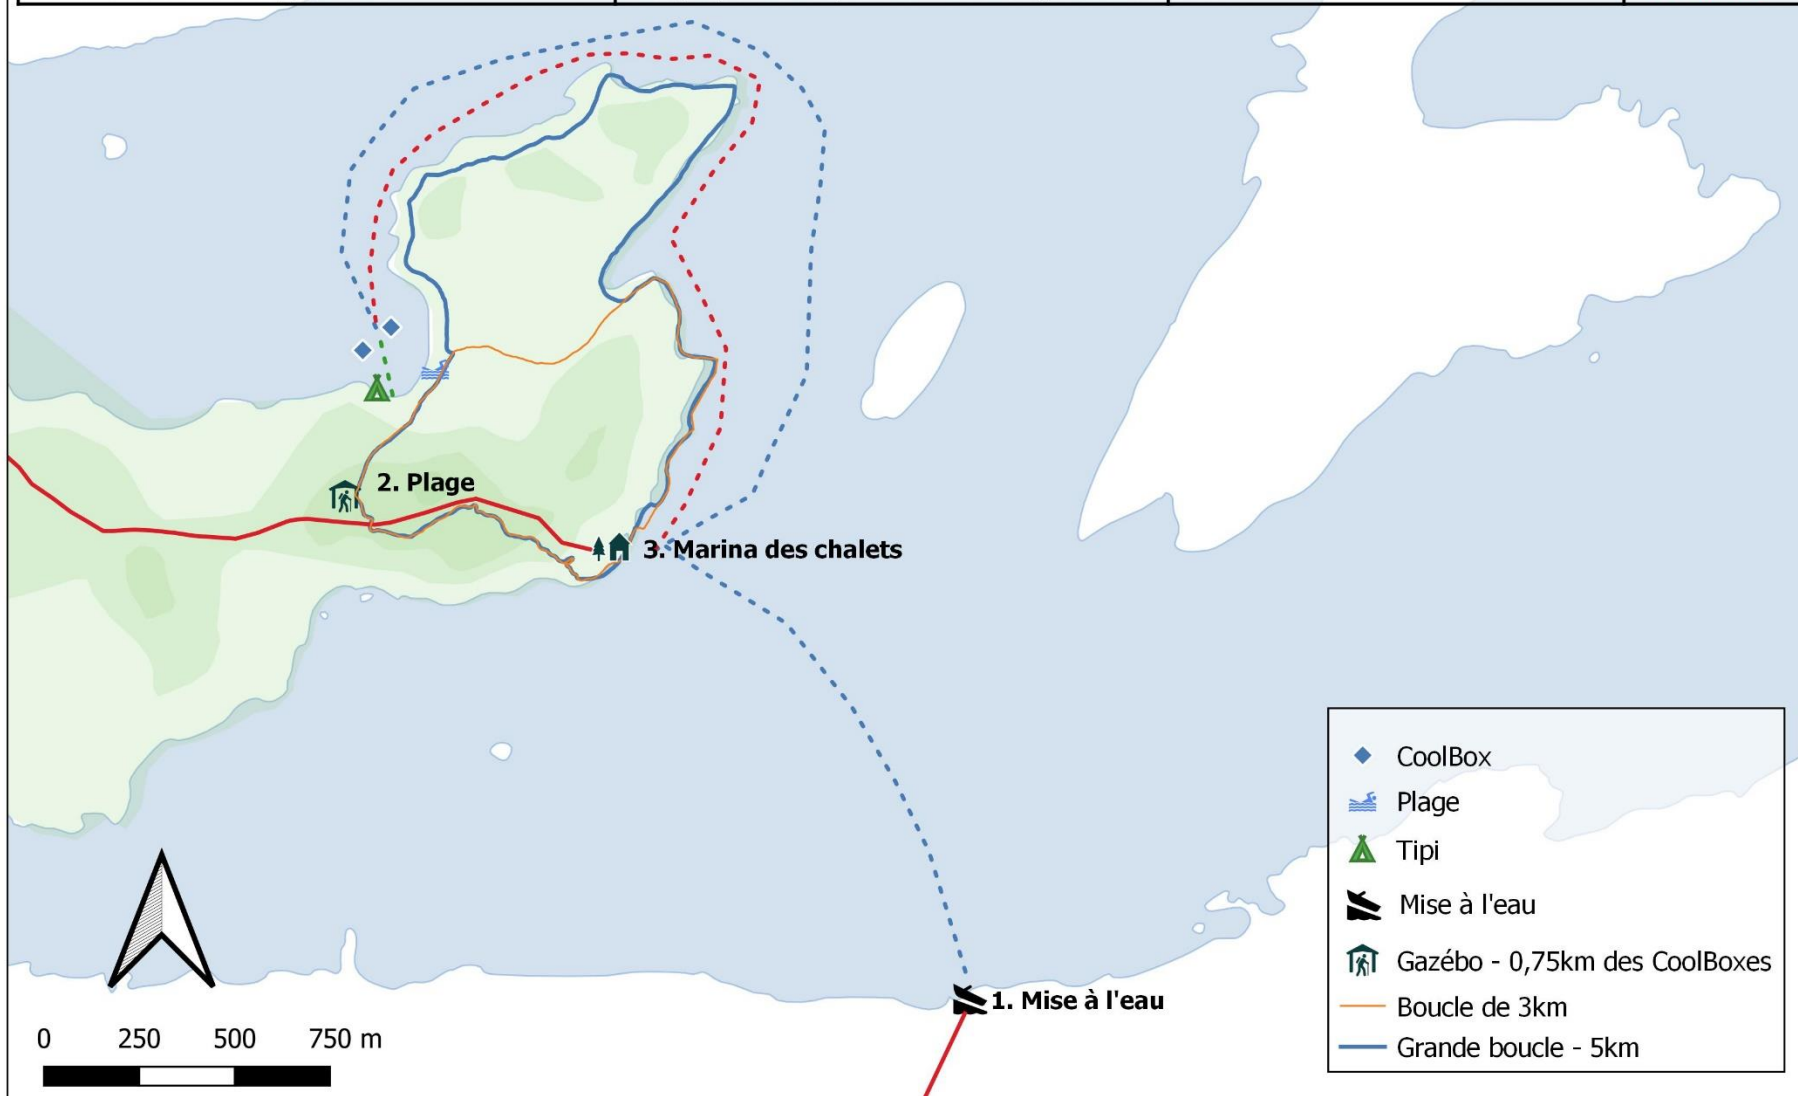 2. Plage
3. Marina des chalets
1. Mise à l'eau
0 250 500 750 m
CoolBox
Plage
Tipi
Mise à l'eau
Gazébo - 0,75km des CoolBoxes
Boucle de 3km
Grande boucle - 5km